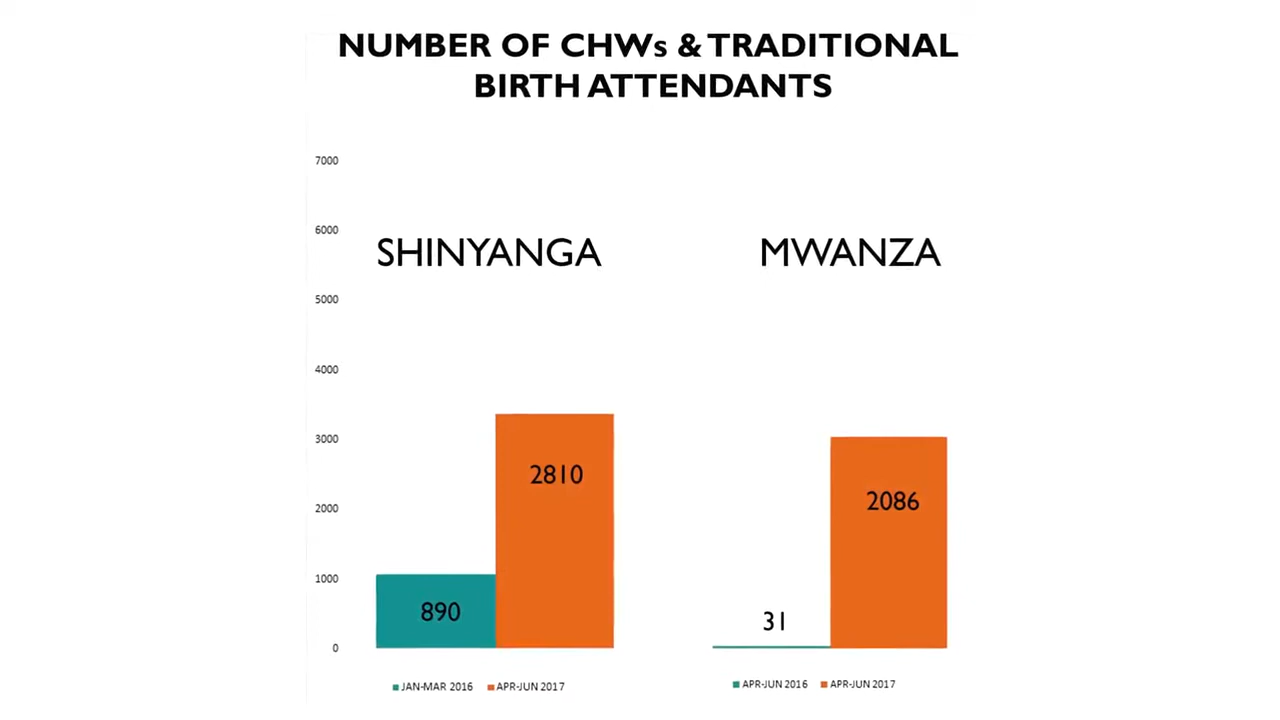 NUMBER OF CHWs & TRADITIONAL
BIRTH ATTENDANTS
7000
6000
SHINYANGA
MWANZA
5000
4000
3000
2810
2086
2000
1000
890
31
0
JAN-MAR 2016 APR-JUN 2017
APR-JUN 2016 APR-JUN 2017